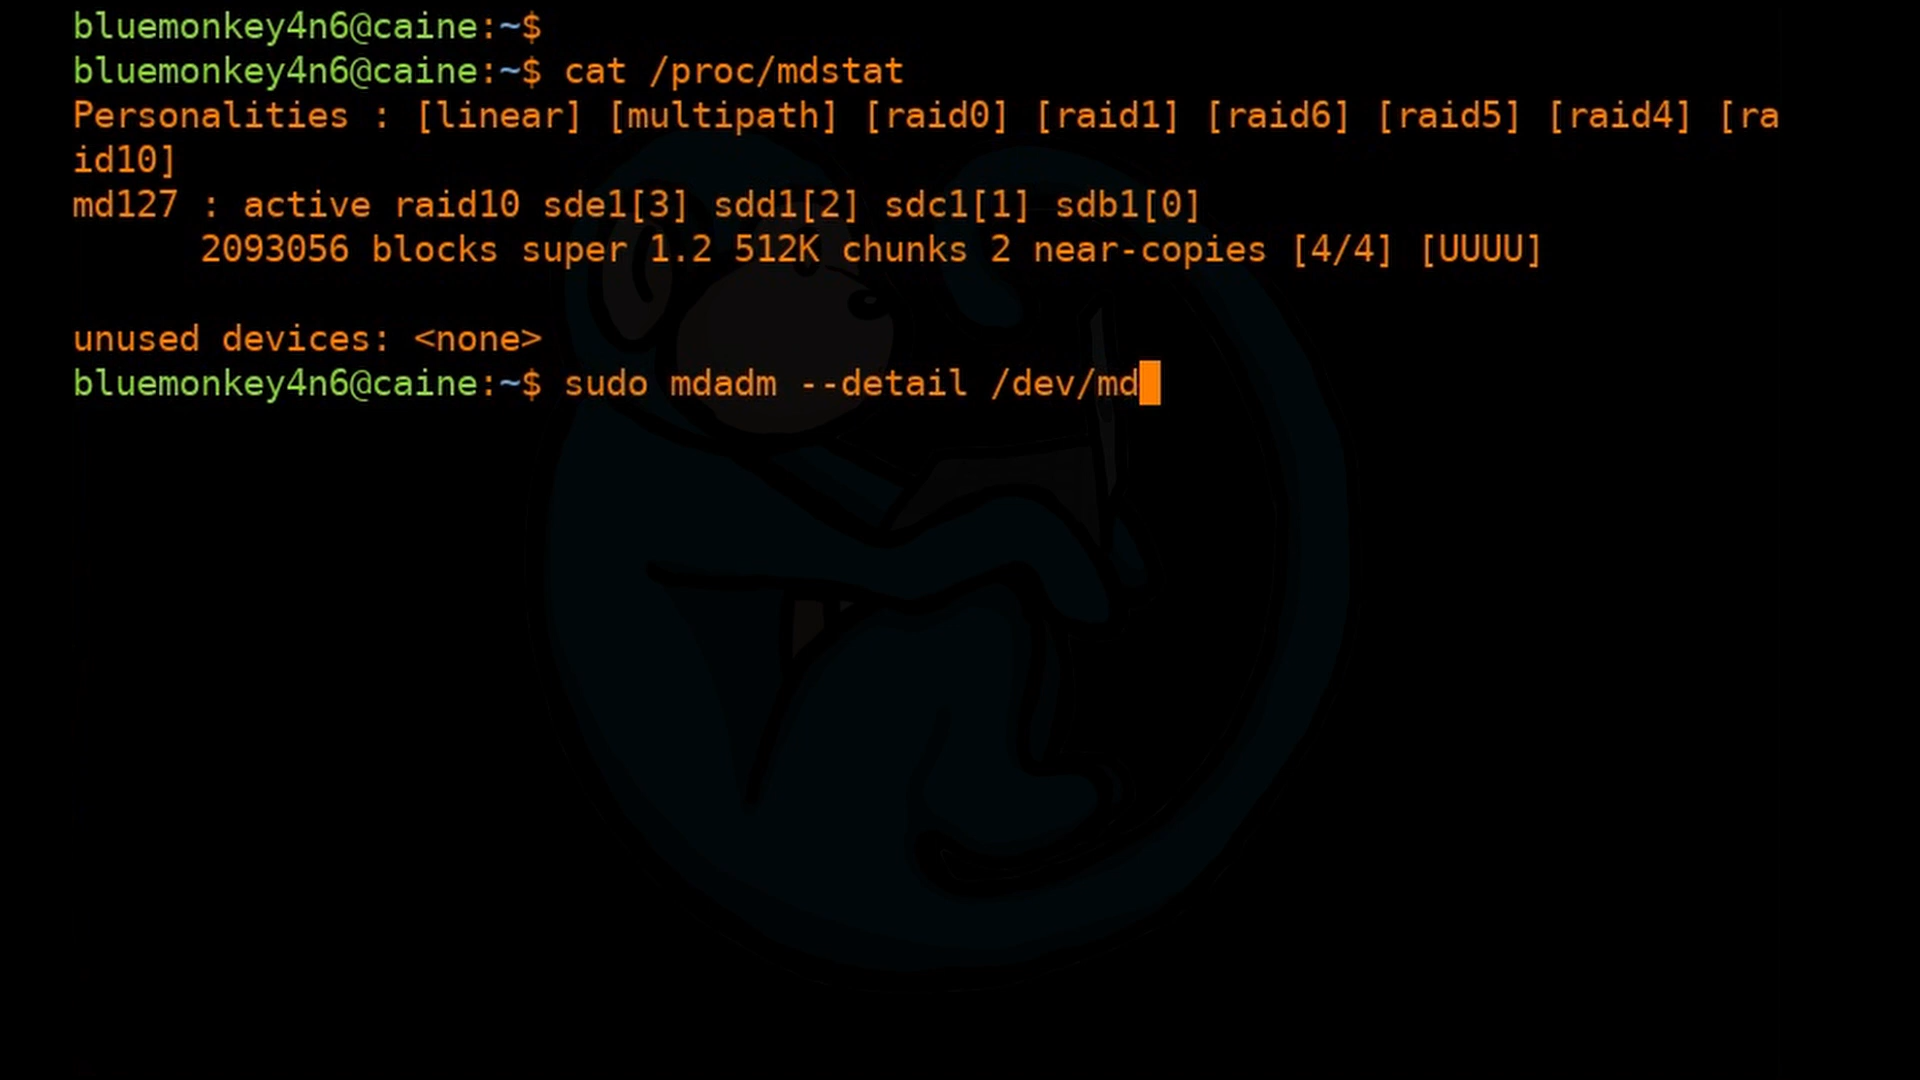 bluemonkey4n6@caine:~$
bluemonkey4n6@caine:~$ cat /proc/mdstat
Personalities : [linear] [multipath] [raid0] [raid1] [raid6] [raid5] [raid4] [ra
id10]
md127 : active raid10 sde1[3] sdd1[2] sdc1[1] sdb1[0]
      2093056 blocks super 1.2 512K chunks 2 near-copies [4/4] [UUUU]
unused devices: <none>
bluemonkey4n6@caine:~$ sudo mdadm --detail /dev/md